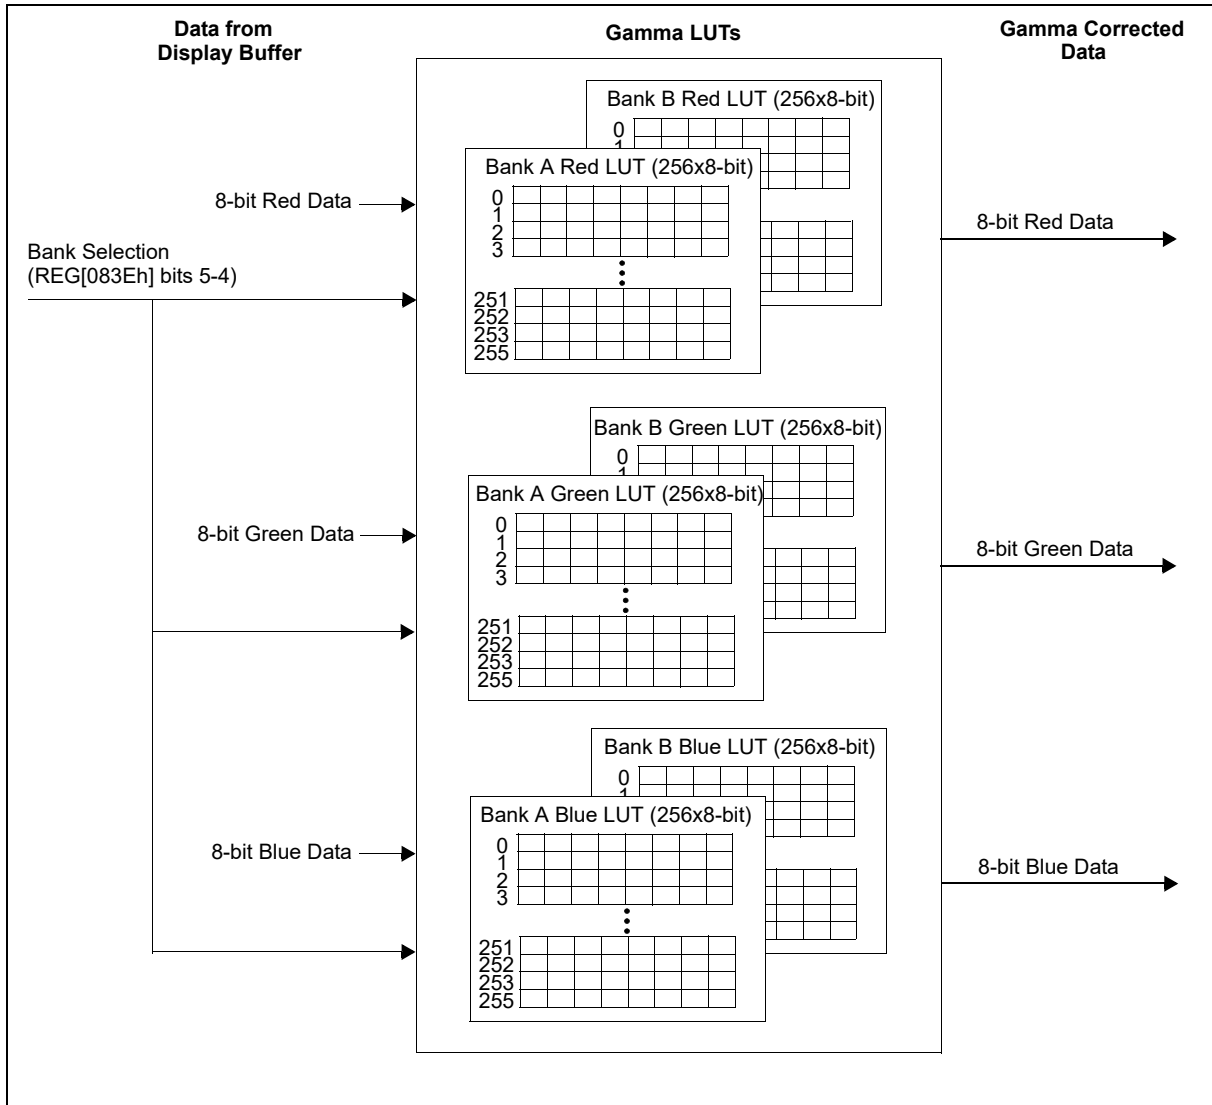 Data from
Display Buffer
Gamma LUTs
Gamma Corrected
Data
Bank B Red LUT (256x8-bit)
0
1
Bank A Red LUT (256x8-bit)
0
1
2
3
251
252
253
255
8-bit Red Data
Bank Selection
(REG[083Eh] bits 5-4)
8-bit Red Data
Bank B Green LUT (256x8-bit)
0
1
Bank A Green LUT (256x8-bit)
0
1
2
3
251
252
253
255
8-bit Green Data
8-bit Green Data
Bank B Blue LUT (256x8-bit)
0
1
Bank A Blue LUT (256x8-bit)
0
1
2
3
251
252
253
255
8-bit Blue Data
8-bit Blue Data